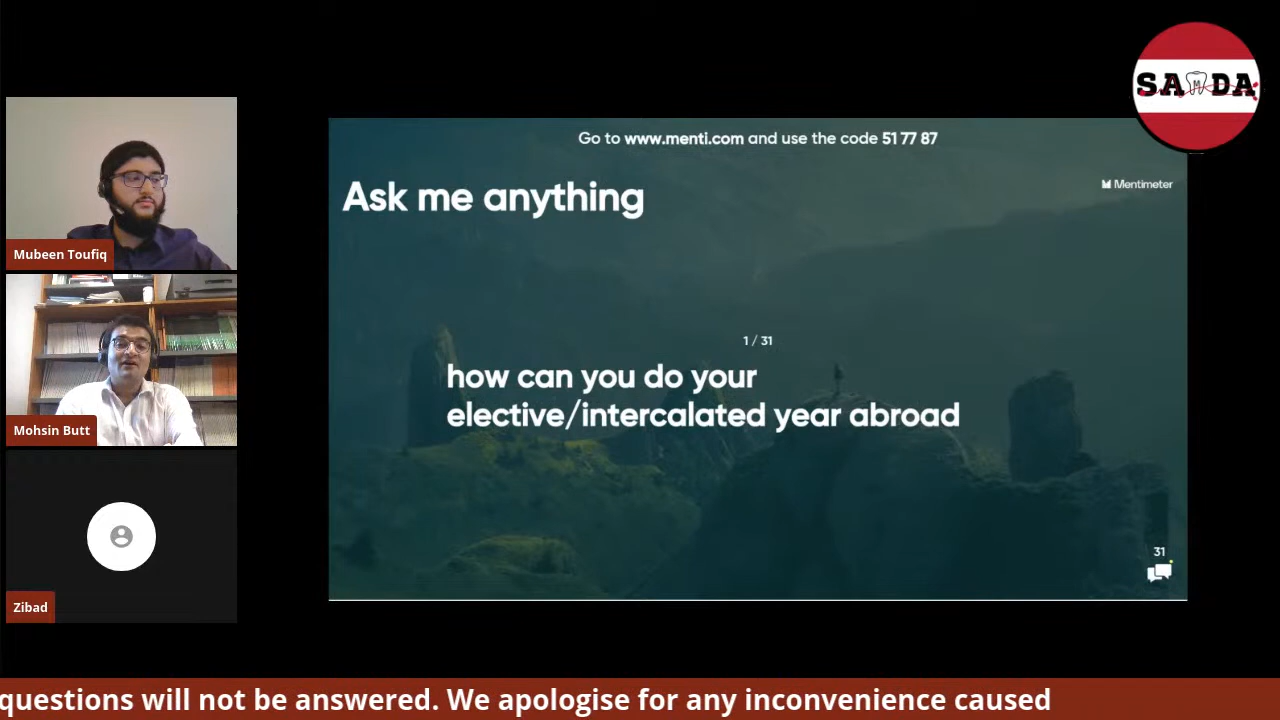 SAMDA
Go to www.menti.com and use the code 51 77 87
Mentimeter
Ask me anything
1 / 31
how can you do your
elective/intercalated year abroad
31
Mubeen Toufiq
Mohsin Butt
Zibad
questions will not be answered. We apologise for any inconvenience caused